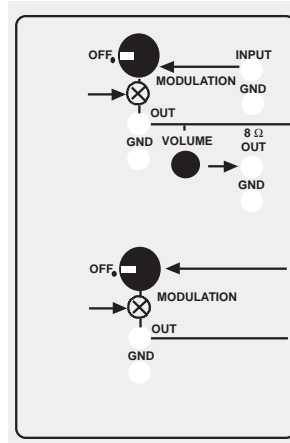 OFF
INPUT
MODULATION
GND
OUT
GND
VOLUME
8 Ω
OUT
GND
OFF
MODULATION
OUT
GND